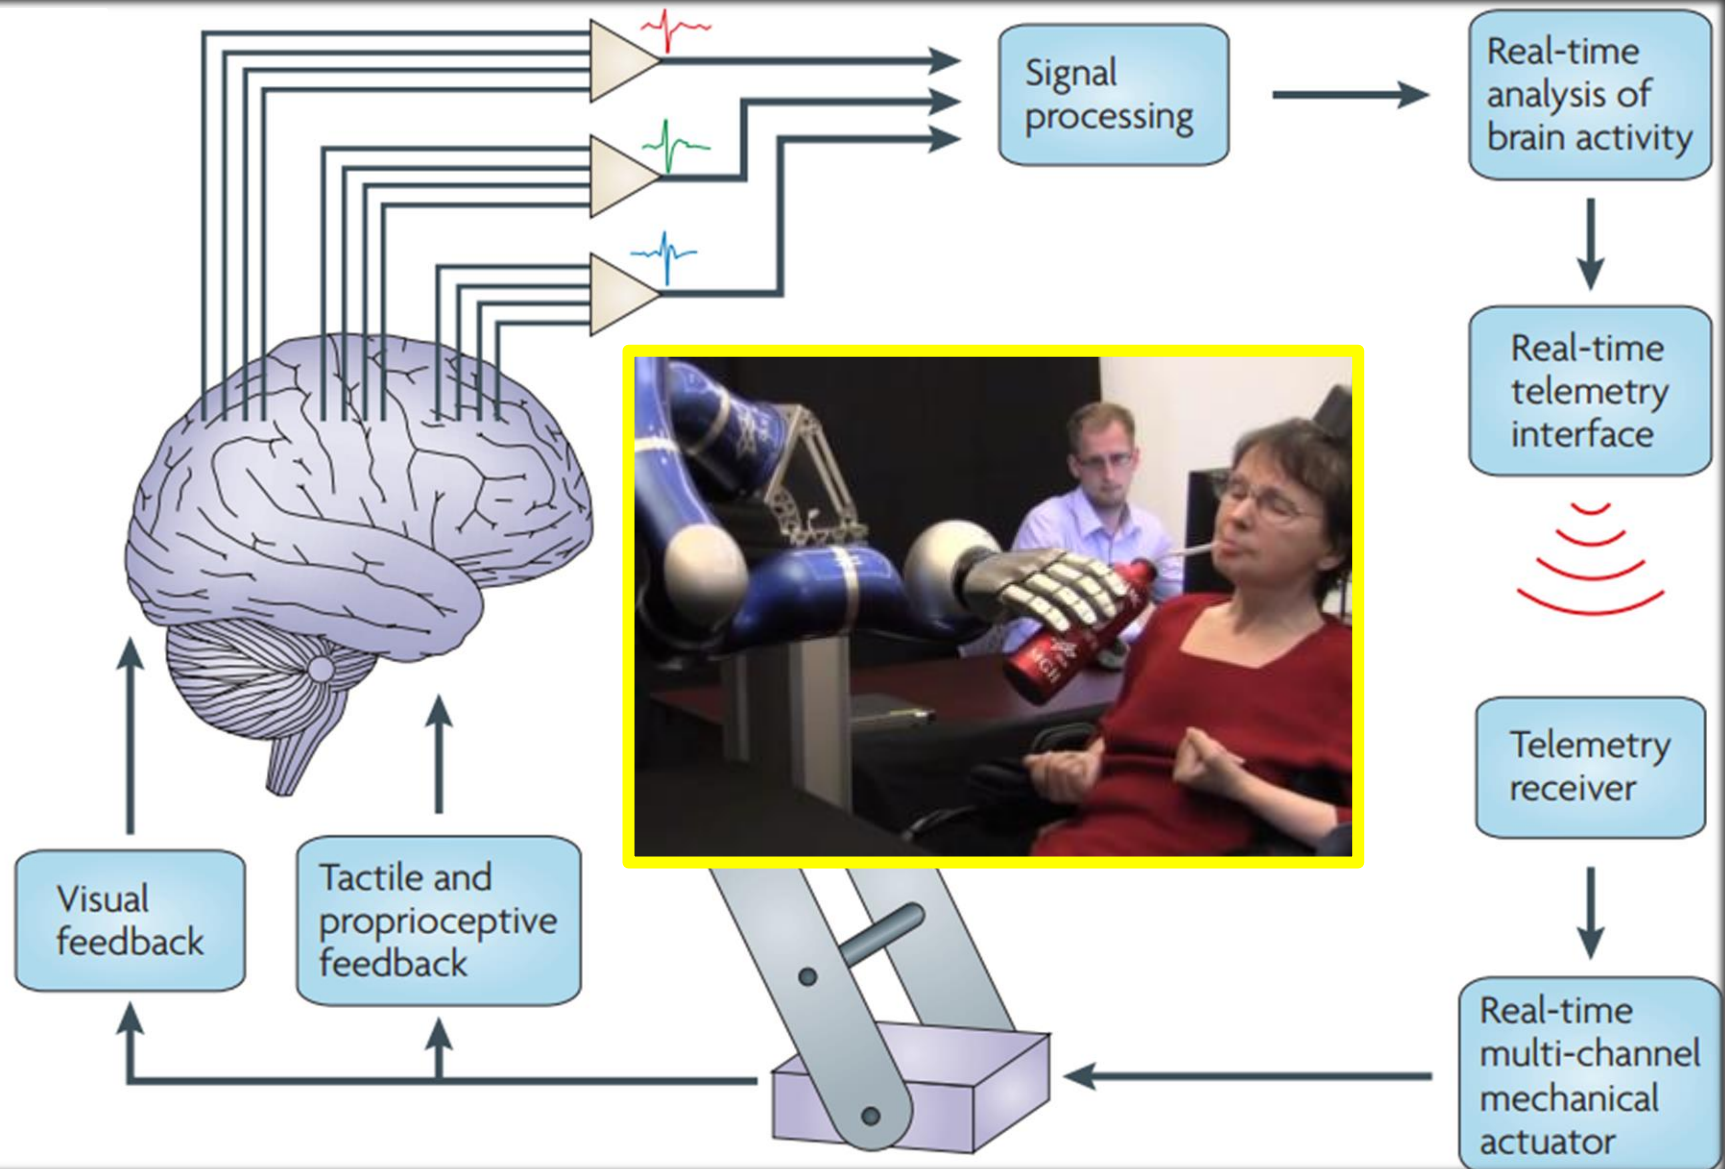 Signal
processing
Real-time
analysis of
brain activity
Real-time
telemetry
interface
Telemetry
receiver
Real-time
multi-channel
mechanical
actuator
Tactile and
proprioceptive
feedback
Visual
feedback